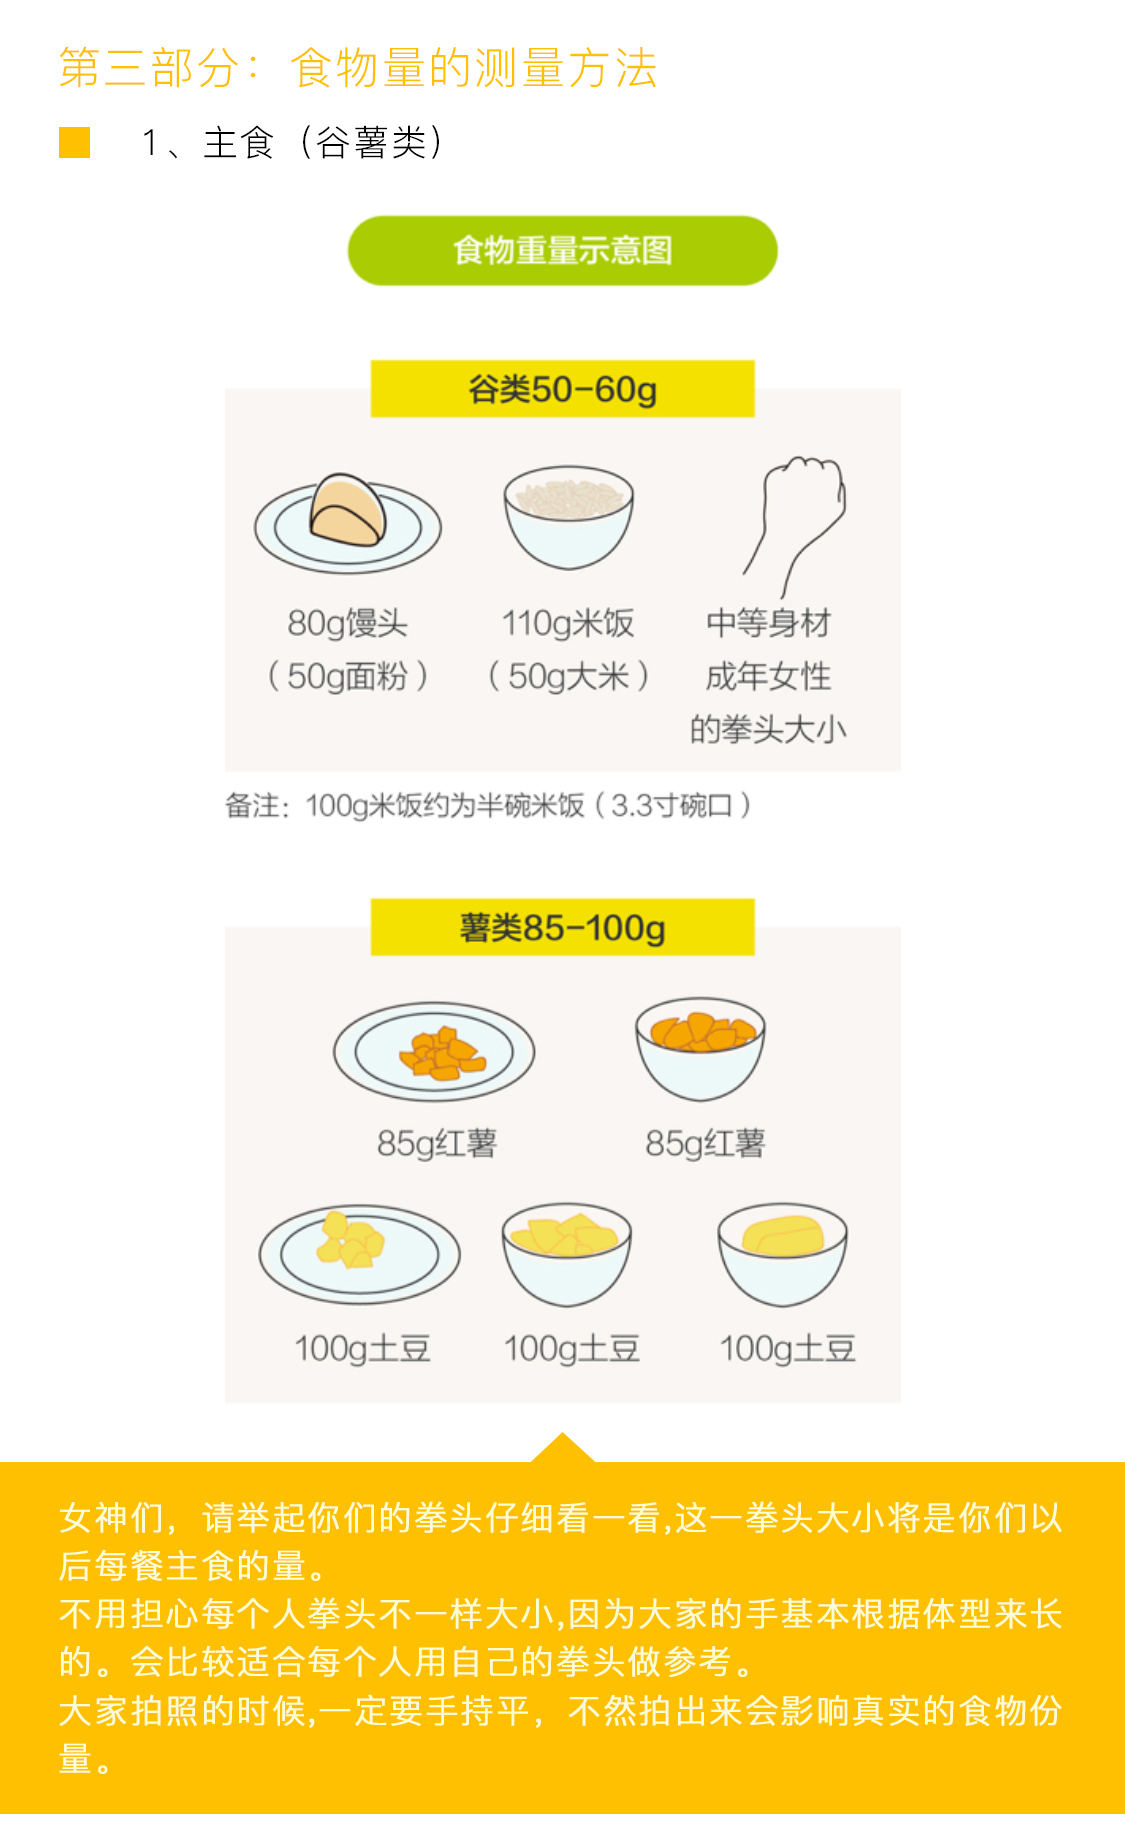 第三部分：食物量的测量方法
1、主食（谷薯类）
食物重量示意图
谷类50-60g
80g馒头
（50g面粉）
110g米饭
（50g大米）
中等身材
成年女性
的拳头大小
备注：100g米饭约为半碗米饭（3.3寸碗口）
薯类85-100g
85g红薯
85g红薯
100g土豆
100g土豆
100g土豆
女神们，请举起你们的拳头仔细看一看,这一拳头大小将是你们以
后每餐主食的量。
不用担心每个人拳头不一样大小,因为大家的手基本根据体型来长
的。会比较适合每个人用自己的拳头做参考。
大家拍照的时候,一定要手持平，不然拍出来会影响真实的食物份
量。